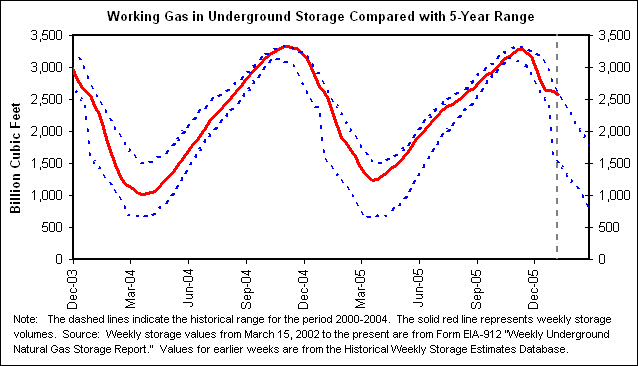 Working Gas in Underground Storage Compared with 5-Year Range
3,500
3,000
2,500
2,000
1,500
1,000
500
0
Billion Cubic Feet
3,500
3,000
2,500
2,000
1,500
1,000
500
0
Dec-03
Mar-04
Jun-04
Sep-04
Dec-04
Mar-05
Jun-05
Sep-05
Dec-05
Note: The dashed lines indicate the historical range for the period 2000-2004. The solid red line represents weekly storage
volumes. Source: Weekly storage values from March 15, 2002 to the present are from Form EIA-912 "Weekly Underground
Natural Gas Storage Report." Values for earlier weeks are from the Historical Weekly Storage Estimates Database.